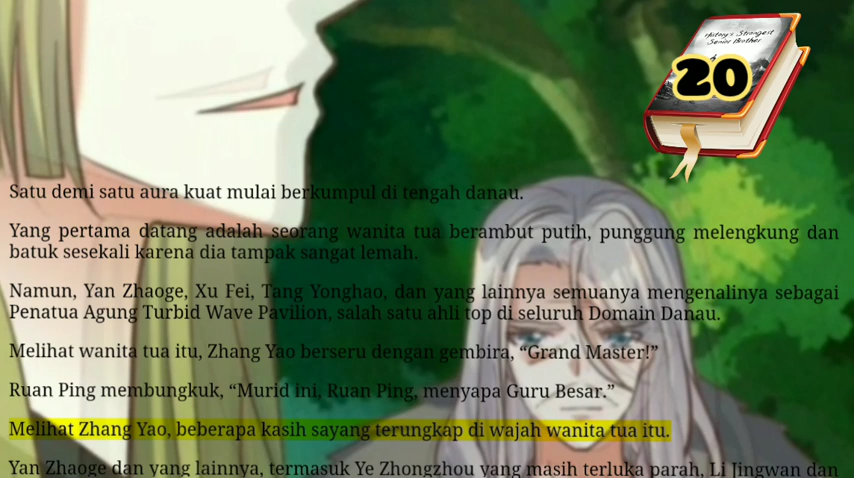 History's Strongest
Senior Brother
20
Satu demi satu aura kuat mulai berkumpul di tengah danau.
Yang pertama datang adalah seorang wanita tua berambut putih, punggung melengkung dan
batuk sesekali karena dia tampak sangat lemah.
Namun, Yan Zhaoge, Xu Fei, Tang Yonghao, dan yang lainnya semuanya mengenalinya sebagai
Penatua Agung Turbid Wave Pavilion, salah satu ahli top di seluruh Domain Danau.
Melihat wanita tua itu, Zhang Yao berseru dengan gembira, “Grand Master!”
Ruan Ping membungkuk, “Murid ini, Ruan Ping, menyapa Guru Besar.”
Melihat Zhang Yao, beberapa kasih sayang terungkap di wajah wanita tua itu.
Yan Zhaoge dan yang lainnya, termasuk Ye Zhongzhou yang masih terluka parah, Li Jingwan dan